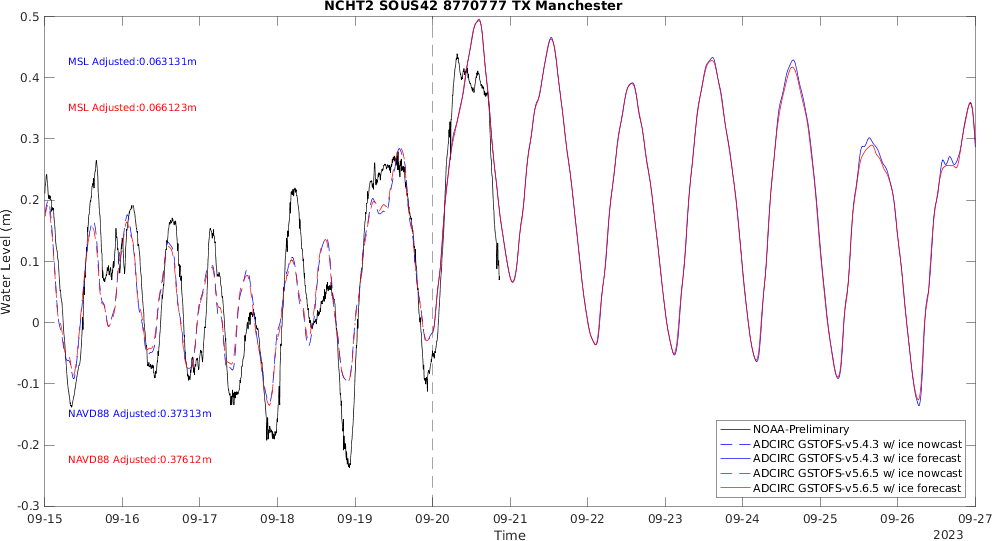 NCHT2 SOUS42 8770777 TX Manchester
0.5
0.4
0.3
0.2
0.1
0
-0.1
-0.2
-0.3
Water Level (m)
MSL Adjusted:0.063131m
MSL Adjusted:0.066123m
NAVD88 Adjusted:0.37313m
NAVD88 Adjusted:0.37612m
NOAA-Preliminary
ADCIRC GSTOFS-v5.4.3 w/ ice nowcast
ADCIRC GSTOFS-v5.4.3 w/ ice forecast
ADCIRC GSTOFS-v5.6.5 w/ ice nowcast
ADCIRC GSTOFS-v5.6.5 w/ ice forecast
09-15 09-16 09-17 09-18 09-19 09-20 09-21 09-22 09-23 09-24 09-25 09-26 09-27
Time
2023